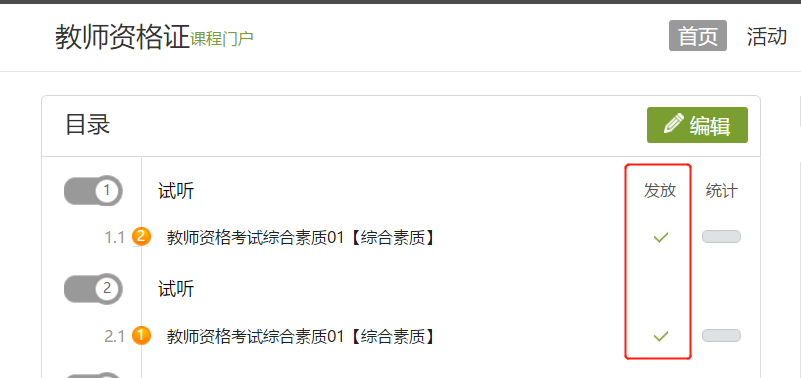 教师资格证课程门户 首页 活动
目录 编辑
1 试听 发放 统计
1.1 2 教师资格考试综合素质01【综合素质】
2 试听
2.1 1 教师资格考试综合素质01【综合素质】